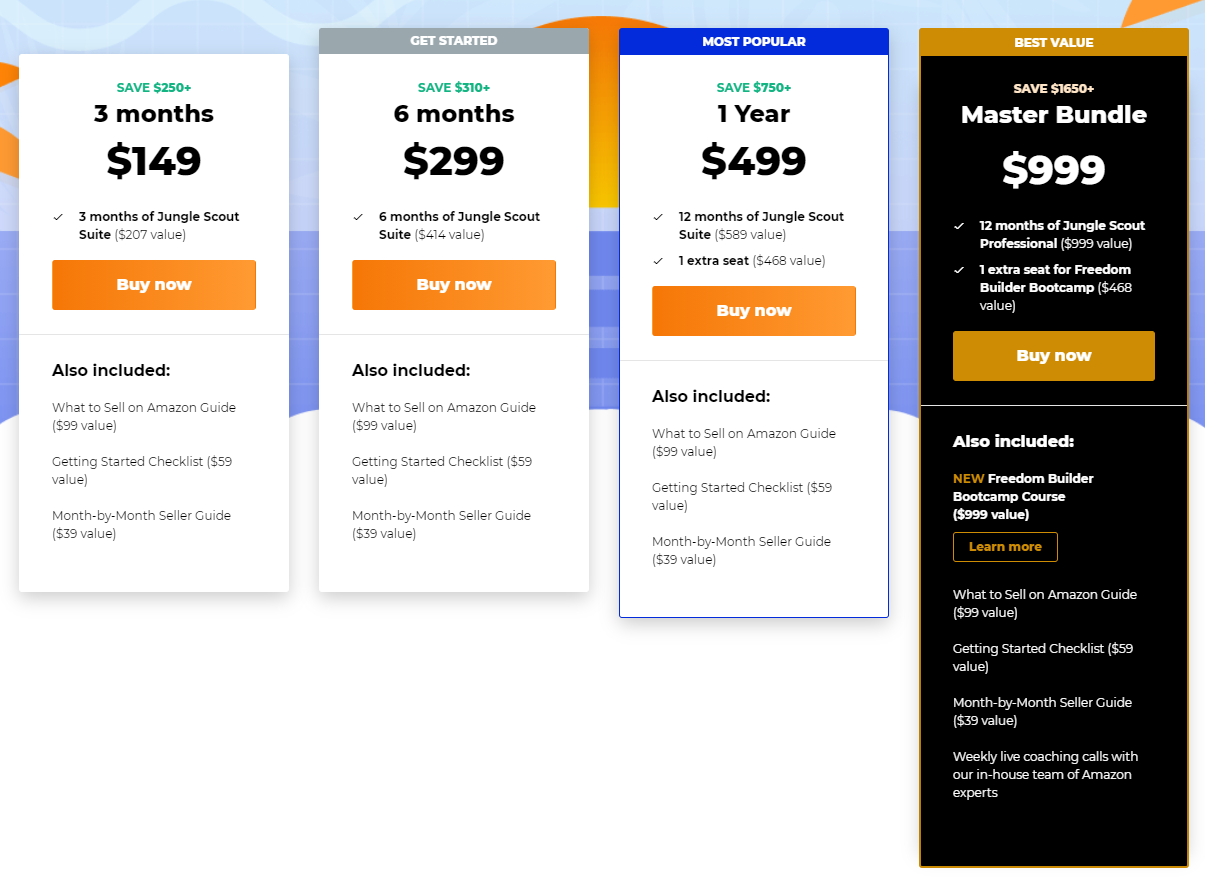 SAVE $250+
3 months
$149
3 months of Jungle Scout
Suite ($207 value)
Buy now
Also included:
What to Sell on Amazon Guide
($99 value)
Getting Started Checklist ($59
value)
Month-by-Month Seller Guide
($39 value)
GET STARTED
SAVE $310+
6 months
$299
6 months of Jungle Scout
Suite ($414 value)
Buy now
Also included:
What to Sell on Amazon Guide
($99 value)
Getting Started Checklist ($59
value)
Month-by-Month Seller Guide
($39 value)
MOST POPULAR
SAVE $750+
1 Year
$499
12 months of Jungle Scout
Suite ($589 value)
1 extra seat ($468 value)
Buy now
Also included:
What to Sell on Amazon Guide
($99 value)
Getting Started Checklist ($59
value)
Month-by-Month Seller Guide
($39 value)
BEST VALUE
SAVE $1650+
Master Bundle
$999
12 months of Jungle Scout
Professional ($999 value)
1 extra seat for Freedom
Builder Bootcamp ($468
value)
Buy now
Also included:
NEW Freedom Builder
Bootcamp Course
($999 value)
Learn more
What to Sell on Amazon Guide
($99 value)
Getting Started Checklist ($59
value)
Month-by-Month Seller Guide
($39 value)
Weekly live coaching calls with
our in-house team of Amazon
experts